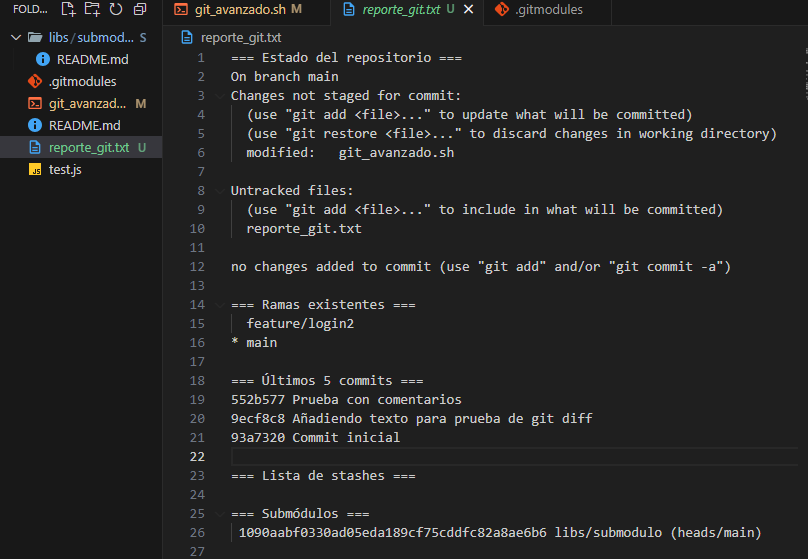 FOLD...
git_avanzado.sh M
reporte_git.txt U
.gitmodules
libs/submod... S
README.md
.gitmodules
git_avanzad... M
README.md
reporte_git.txt U
JS test.js
reporte_git.txt
1 === Estado del repositorio ===
2 On branch main
3 Changes not staged for commit:
4 (use "git add <file>..." to update what will be committed)
5 (use "git restore <file>..." to discard changes in working directory)
6 modified:   git_avanzado.sh
7
8 Untracked files:
9 (use "git add <file>..." to include in what will be committed)
10 reporte_git.txt
11
12 no changes added to commit (use "git add" and/or "git commit -a")
13
14 === Ramas existentes ===
15 feature/login2
16 * main
17
18 === Últimos 5 commits ===
19 552b577 Prueba con comentarios
20 9ecf8c8 Añadiendo texto para prueba de git diff
21 93a7320 Commit inicial
22
23 === Lista de stashes ===
24
25 === Submódulos ===
26 1090aabf0330ad05eda189cf75cddfc82a8ae6b6 libs/submodulo (heads/main)
27